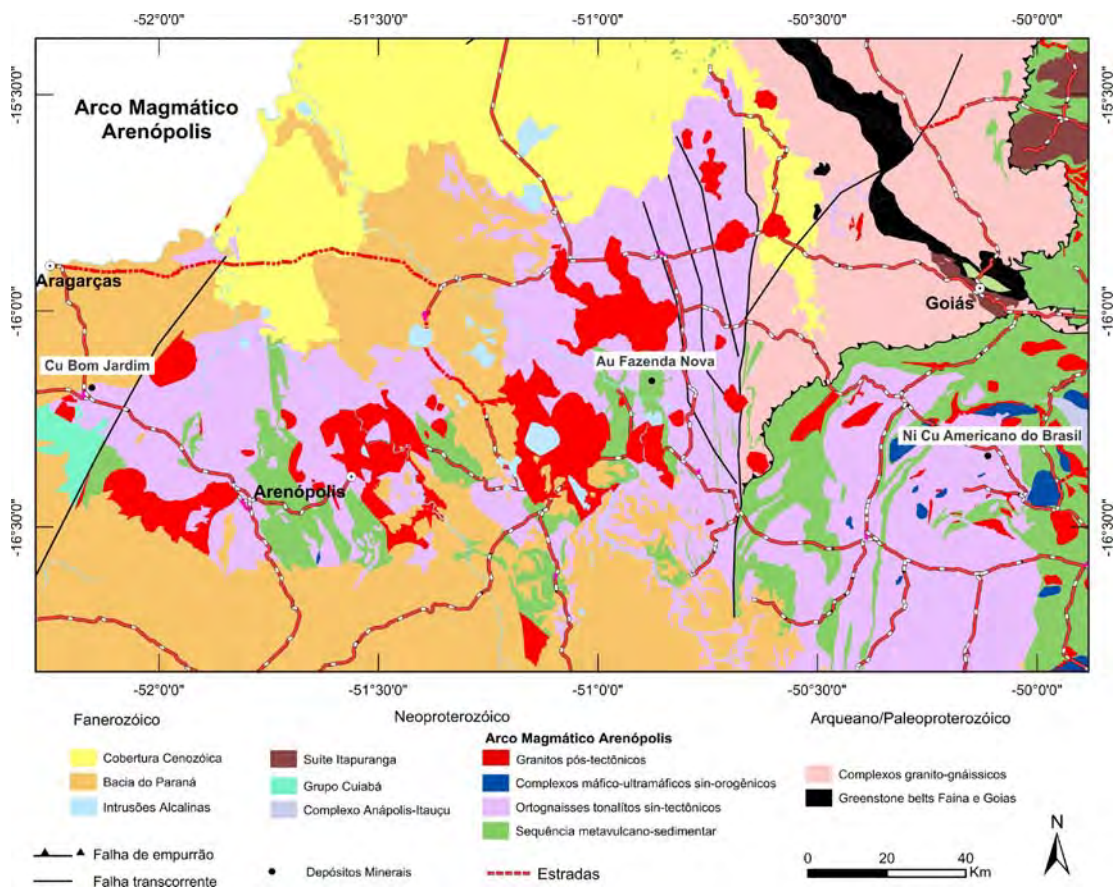 -52°0'0"
-51°30'0"
-51°0'0"
-50°30'0"
-50°0'0"
-15°30'0"
-15°30'0"
Arco Magmático
Arenópolis
Aragarças
Goiás
-16°0'0"
-16°0'0"
Cu Bom Jardim
Au Fazenda Nova
Ni Cu Americano do Brasil
Arenópolis
-16°30'0"
-16°30'0"
-52°0'0"
-51°30'0"
-51°0'0"
-50°30'0"
-50°0'0"
Fanerozóico
Neoproterozóico
Arqueano/Paleoproterozóico
Arco Magmático Arenópolis
Cobertura Cenozóica
Suíte Itapuranga
Granitos pós-tectônicos
Complexos granito-gnáissicos
Bacia do Paraná
Grupo Cuiabá
Complexos máfico-ultramáficos sin-orogênicos
Greenstone belts Faina e Goias
Intrusões Alcalinas
Complexo Anápolis-Itauçu
Ortognaisses tonalítos sin-tectônicos
Sequência metavulcano-sedimentar
N
Falha de empurrão
Depósitos Minerais
Estradas
0 20 40
Km
Falha transcorrente